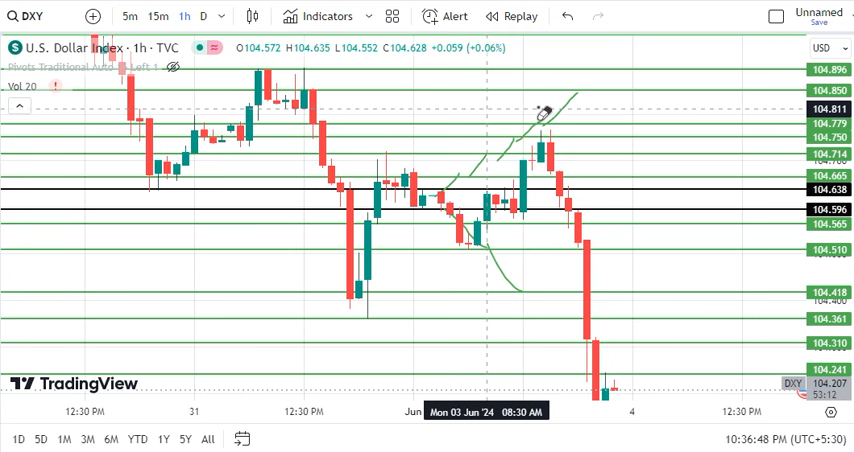 DXY 5m 15m 1h D Indicators Alert Replay Unnamed Save
$ U.S. Dollar Index · 1h · TVC O104.572 H104.635 L104.552 C104.628 +0.059 (+0.06%) USD
Pivots Traditional Auto
Left 1
Vol 20
104.896
104.850
104.811
104.779
104.750
104.714
104.665
104.638
104.596
104.565
104.510
104.418
104.400
104.361
104.310
104.241
DXY 104.207
53:12
TradingView
12:30 PM 31 12:30 PM Jun Mon 03 Jun '24 08:30 AM 4 12:30 PM
1D 5D 1M 3M 6M YTD 1Y 5Y All 10:36:48 PM (UTC+5:30)